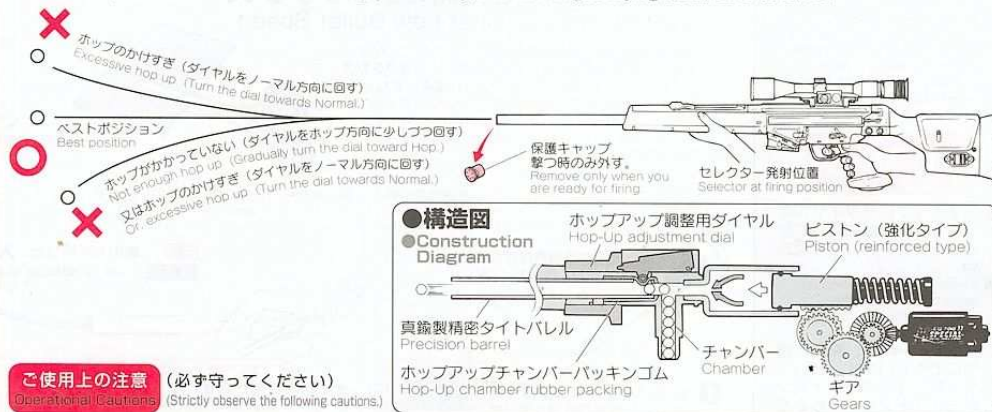 ホップのかけすぎ（ダイヤルをノーマル方向に回す）
Excessive hop up (Turn the dial towards Normal.)
ベストポジション
Best position
ホップがかかっていない（ダイヤルをホップ方向に少しづつ回す）
Not enough hop up (Gradually turn the dial toward Hop.)
又はホップのかけすぎ（ダイヤルをノーマル方向に回す）
Or, excessive hop up (Turn the dial towards Normal.)
保護キャップ
撃つ時のみ外す。
Remove only when you
are ready for firing
セレクター発射位置
Selector at firing position
●構造図
●Construction
Diagram
ホップアップ調整用ダイヤル
Hop-Up adjustment dial
ピストン（強化タイプ）
Piston (reinforced type)
真鍮製精密タイトバレル
Precision barrel
チャンバー
Chamber
ホップアップチャンバーパッキンゴム
Hop-Up chamber rubber packing
SPECIAL
ギア
Gears
ご使用上の注意（必ず守ってください）
Operational Cautions (Strictly observe the following cautions.)